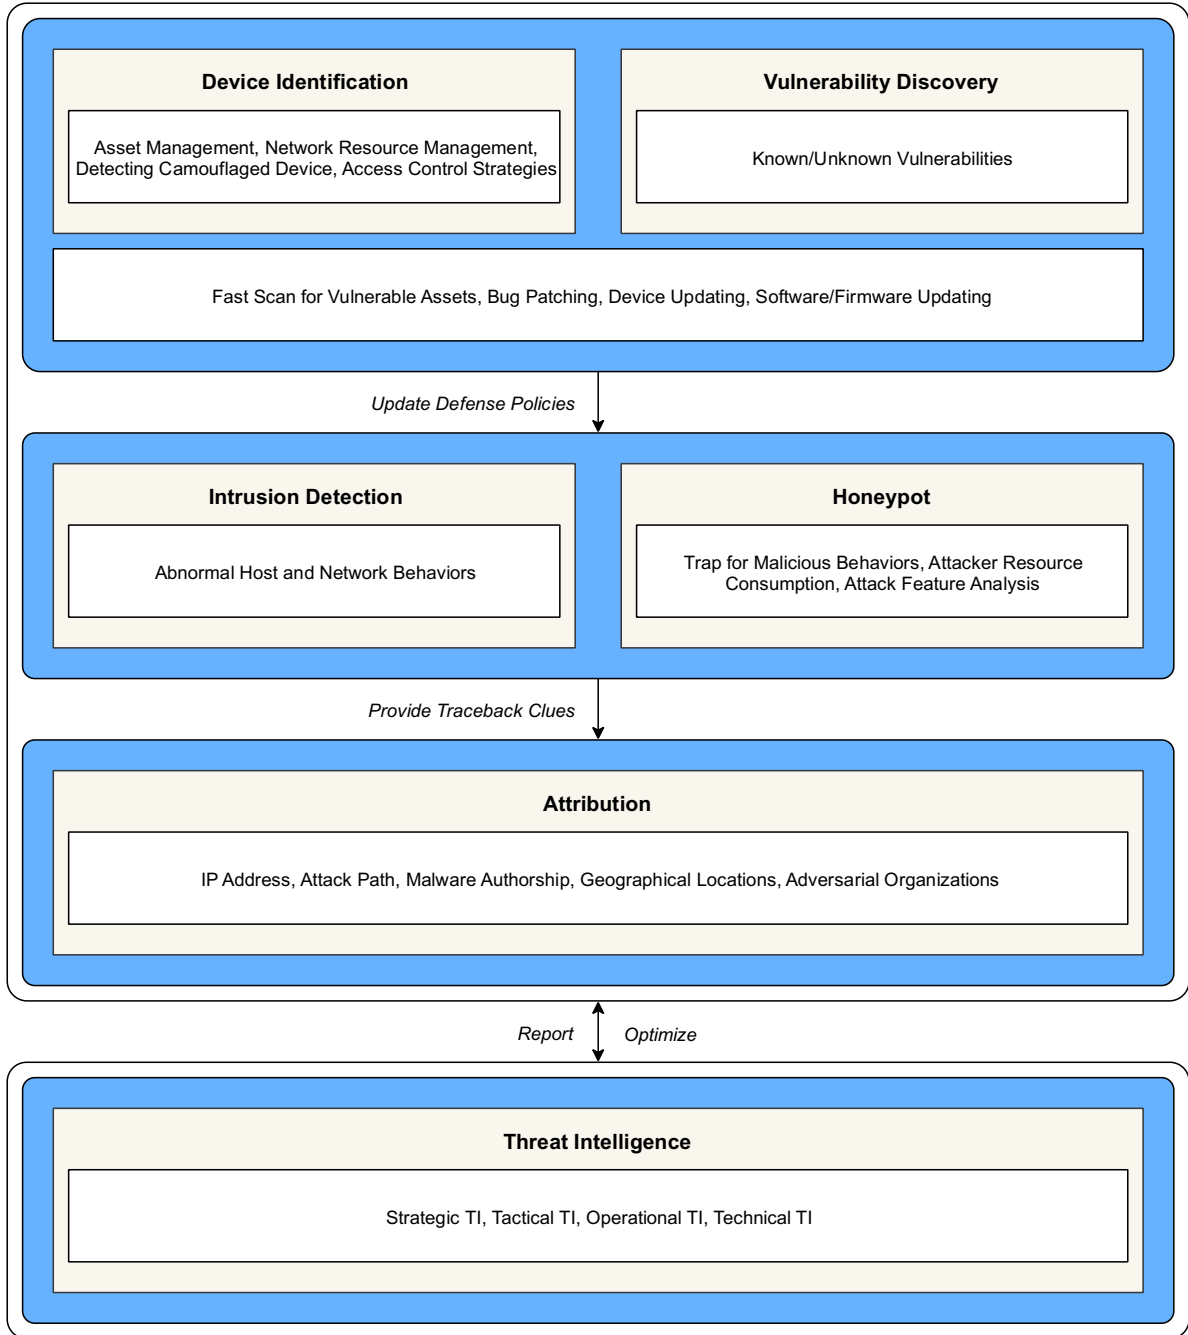 Device Identification
Asset Management, Network Resource Management,
Detecting Camouflaged Device, Access Control Strategies
Vulnerability Discovery
Known/Unknown Vulnerabilities
Fast Scan for Vulnerable Assets, Bug Patching, Device Updating, Software/Firmware Updating
Update Defense Policies
Intrusion Detection
Abnormal Host and Network Behaviors
Honeypot
Trap for Malicious Behaviors, Attacker Resource
Consumption, Attack Feature Analysis
Provide Traceback Clues
Attribution
IP Address, Attack Path, Malware Authorship, Geographical Locations, Adversarial Organizations
Report
Optimize
Threat Intelligence
Strategic TI, Tactical TI, Operational TI, Technical TI